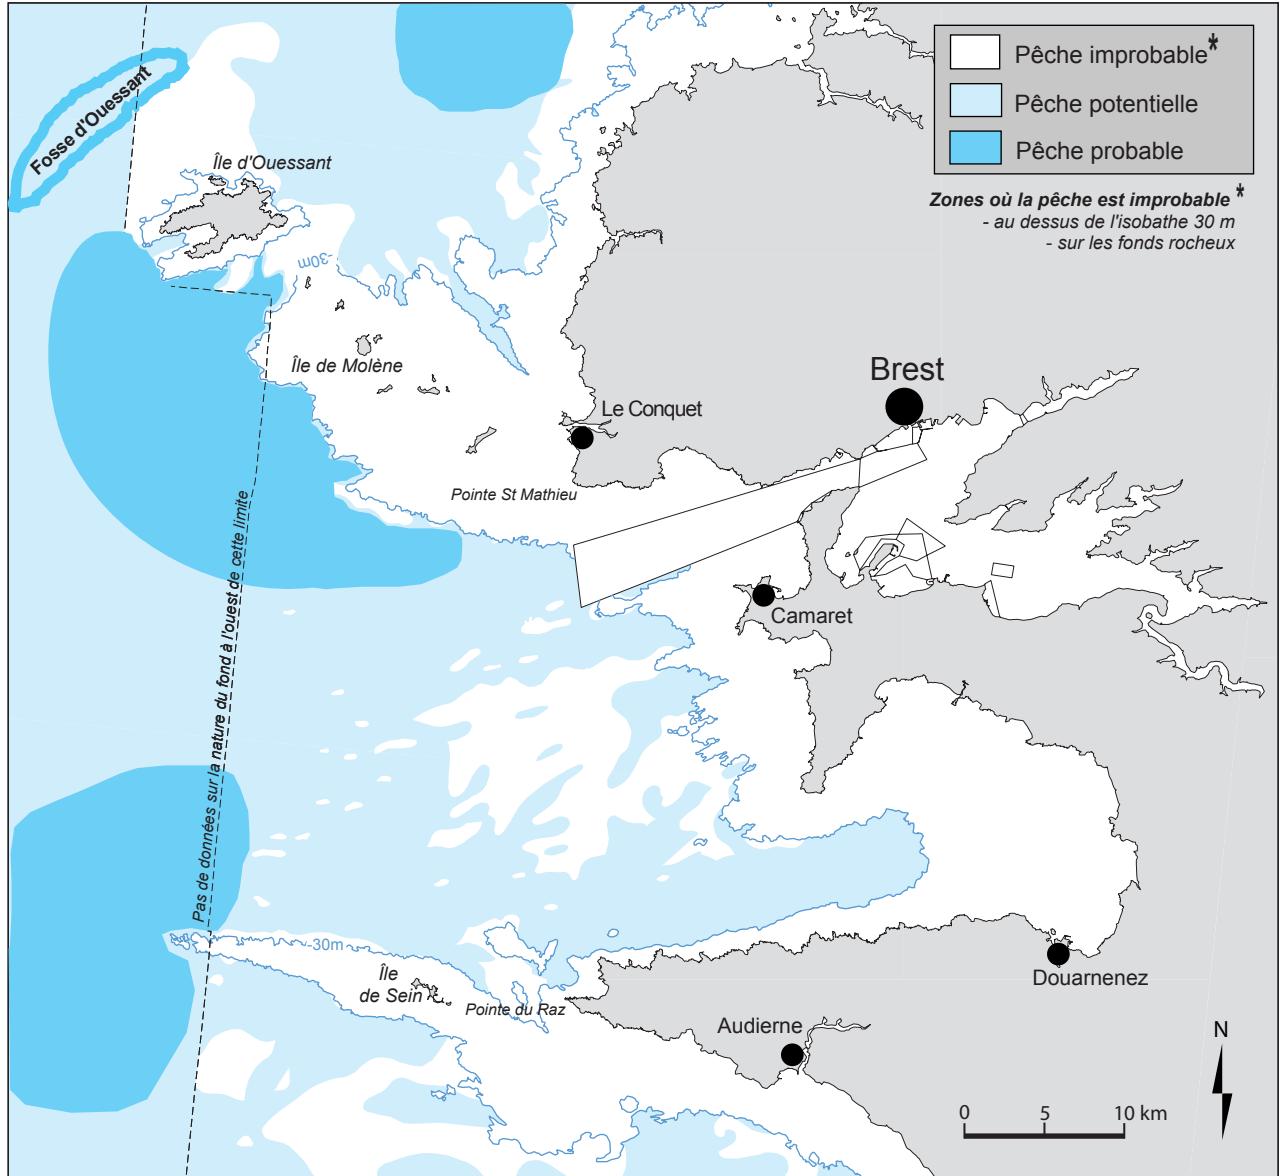 Pêche improbable*
Pêche potentielle
Pêche probable
Zones où la pêche est improbable *
- au dessus de l'isobathe 30 m
- sur les fonds rocheux
Fosse d'Ouessant
Île d'Ouessant
-30m
Île de Molène
Brest
Le Conquet
Pointe St Mathieu
Camaret
Pas de données sur la nature du fond à l'ouest de cette limite
-30m
Île
de Sein
Pointe du Raz
Douarnenez
Audierne
N
0 5 10 km